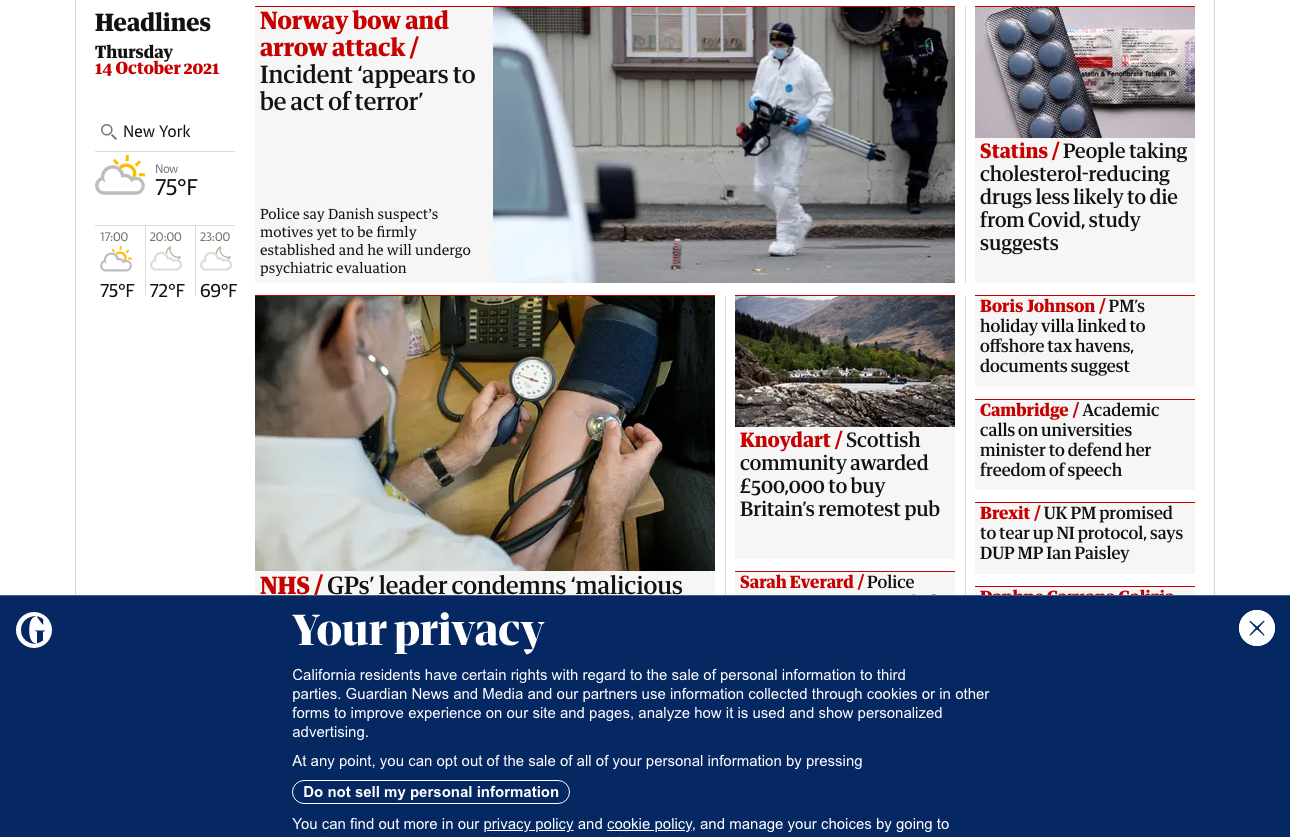 Headlines
Thursday
14 October 2021
New York
Now
75°F
17:00
20:00
23:00
75°F
72°F
69°F
Norway bow and
arrow attack /
Incident ‘appears to
be act of terror’
Police say Danish suspect’s
motives yet to be firmly
established and he will undergo
psychiatric evaluation
statin & Fenofibrate Tablets IP
Statins / People taking
cholesterol-reducing
drugs less likely to die
from Covid, study
suggests
NHS / GPs’ leader condemns ‘malicious
Knoydart / Scottish
community awarded
£500,000 to buy
Britain’s remotest pub
Sarah Everard / Police
Boris Johnson / PM’s
holiday villa linked to
offshore tax havens,
documents suggest
Cambridge / Academic
calls on universities
minister to defend her
freedom of speech
Brexit / UK PM promised
to tear up NI protocol, says
DUP MP Ian Paisley
Daphne Caruana Galizia
G
Your privacy
California residents have certain rights with regard to the sale of personal information to third
parties. Guardian News and Media and our partners use information collected through cookies or in other
forms to improve experience on our site and pages, analyze how it is used and show personalized
advertising.
At any point, you can opt out of the sale of all of your personal information by pressing
Do not sell my personal information
You can find out more in our privacy policy and cookie policy, and manage your choices by going to